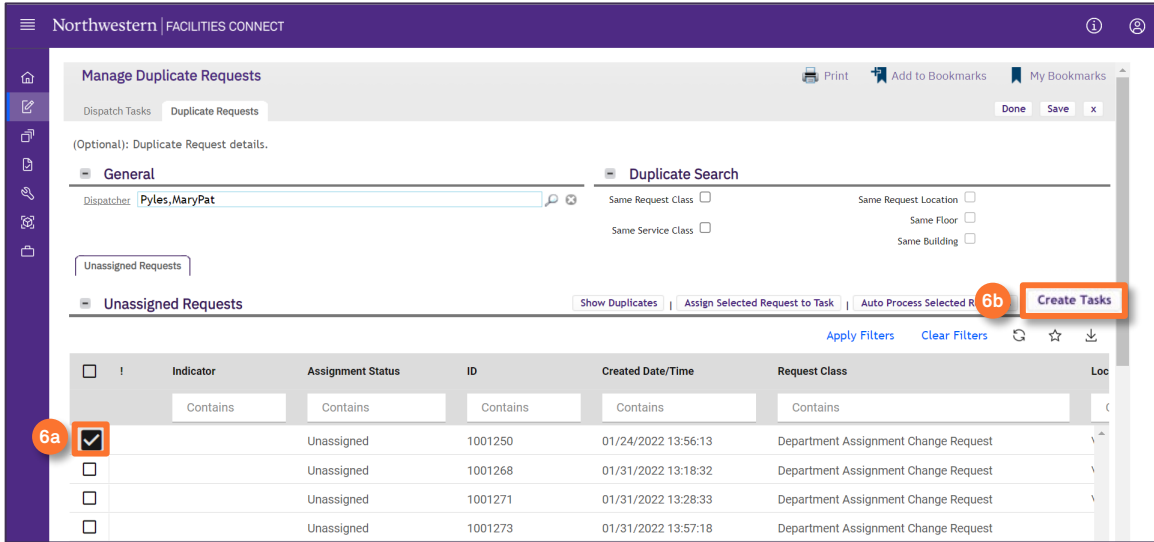 Northwestern | FACILITIES CONNECT
Manage Duplicate Requests Print Add to Bookmarks My Bookmarks
Dispatch Tasks Duplicate Requests Done Save x
(Optional): Duplicate Request details.
General Duplicate Search
Dispatcher Pyles,MaryPat Same Request Class Same Request Location
Same Floor
Same Service Class
Same Building
Unassigned Requests
Unassigned Requests Show Duplicates | Assign Selected Request to Task | Auto Process Selected 6b Create Tasks
Apply Filters Clear Filters
! Indicator Assignment Status ID Created Date/Time Request Class Loc
Contains Contains Contains Contains Contains
6a Unassigned 1001250 01/24/2022 13:56:13 Department Assignment Change Request
Unassigned 1001268 01/31/2022 13:18:32 Department Assignment Change Request
Unassigned 1001271 01/31/2022 13:28:33 Department Assignment Change Request
Unassigned 1001273 01/31/2022 13:57:18 Department Assignment Change Request